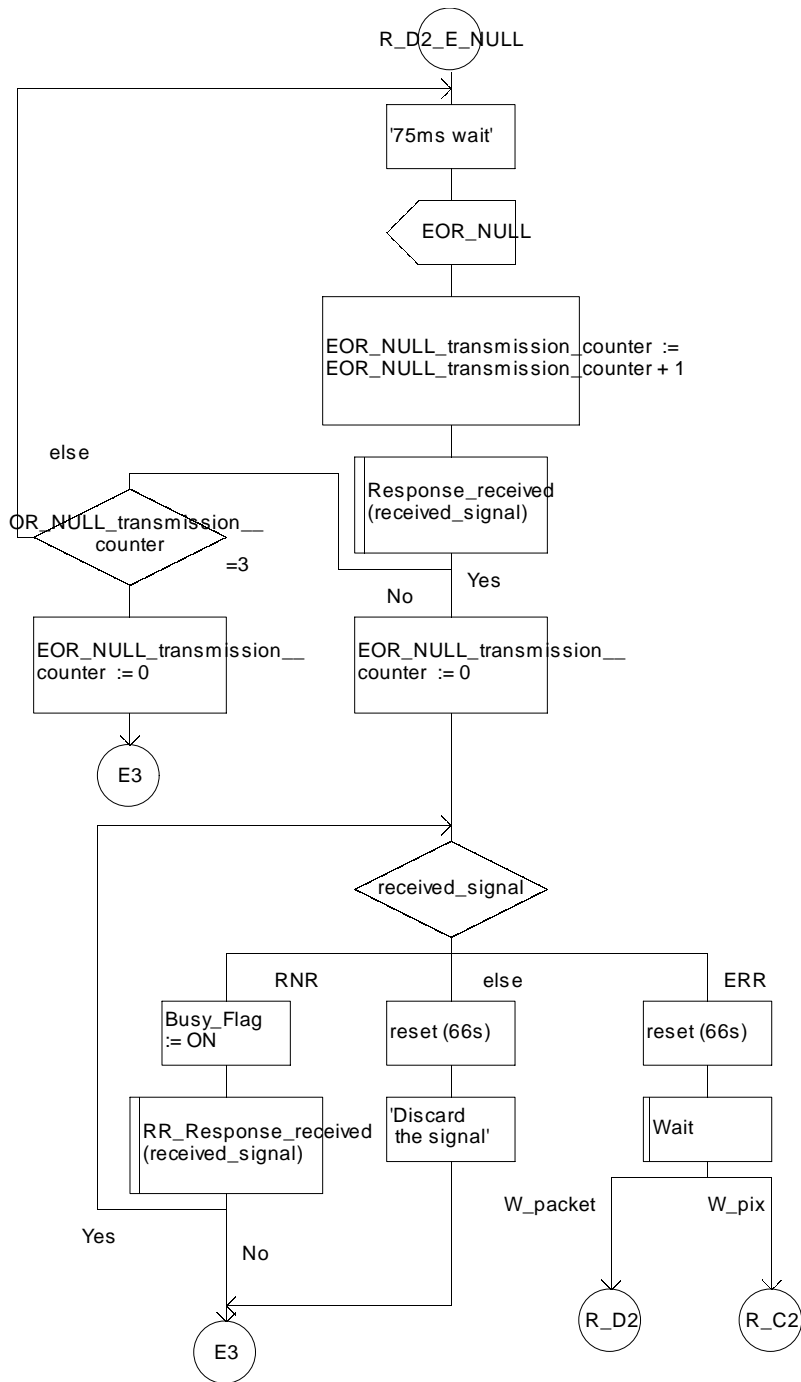 R_D2_E_NULL
'75ms wait'
EOR_NULL
EOR_NULL_transmission_counter :=
EOR_NULL_transmission_counter + 1
else
Response_received
(received_signal)
OR_NULL_transmission__
counter
=3
Yes
No
EOR_NULL_transmission__
counter := 0
EOR_NULL_transmission__
counter := 0
E3
received_signal
RNR
else
ERR
Busy_Flag
:= ON
reset (66s)
reset (66s)
RR_Response_received
(received_signal)
'Discard
the signal'
Wait
W_packet
W_pix
Yes
No
R_D2
R_C2
E3